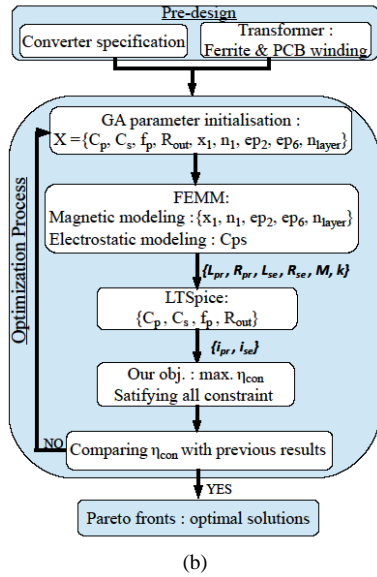 Pre-design
Converter specification
Transformer :
Ferrite & PCB winding
Optimization Process
GA parameter initialisation :
X ={Cp, Cs, fp, Rout, x1, n1, ep2, ep6, nlayer}
FEMM:
Magnetic modeling :{x1, n1, ep2, ep6, nlayer}
Electrostatic modeling : Cps
{Lpr, Rpr, Lse, Rse, M, k}
LTSpice:
{Cp , Cs , fp, Rout}
{ipr, ise}
Our obj. : max. ηcon
Satifying all constraint
NO
Comparing ηcon with previous results
YES
Pareto fronts : optimal solutions
(b)